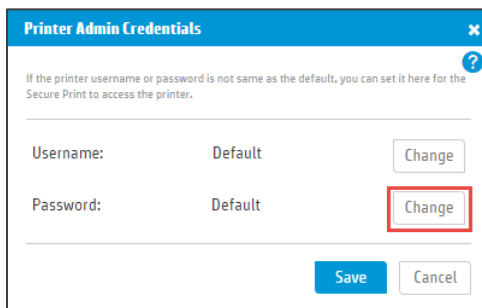 Printer Admin Credentials
If the printer username or password is not same as the default, you can set it here for the
Secure Print to access the printer.
Username: Default Change
Password: Default Change
Save Cancel